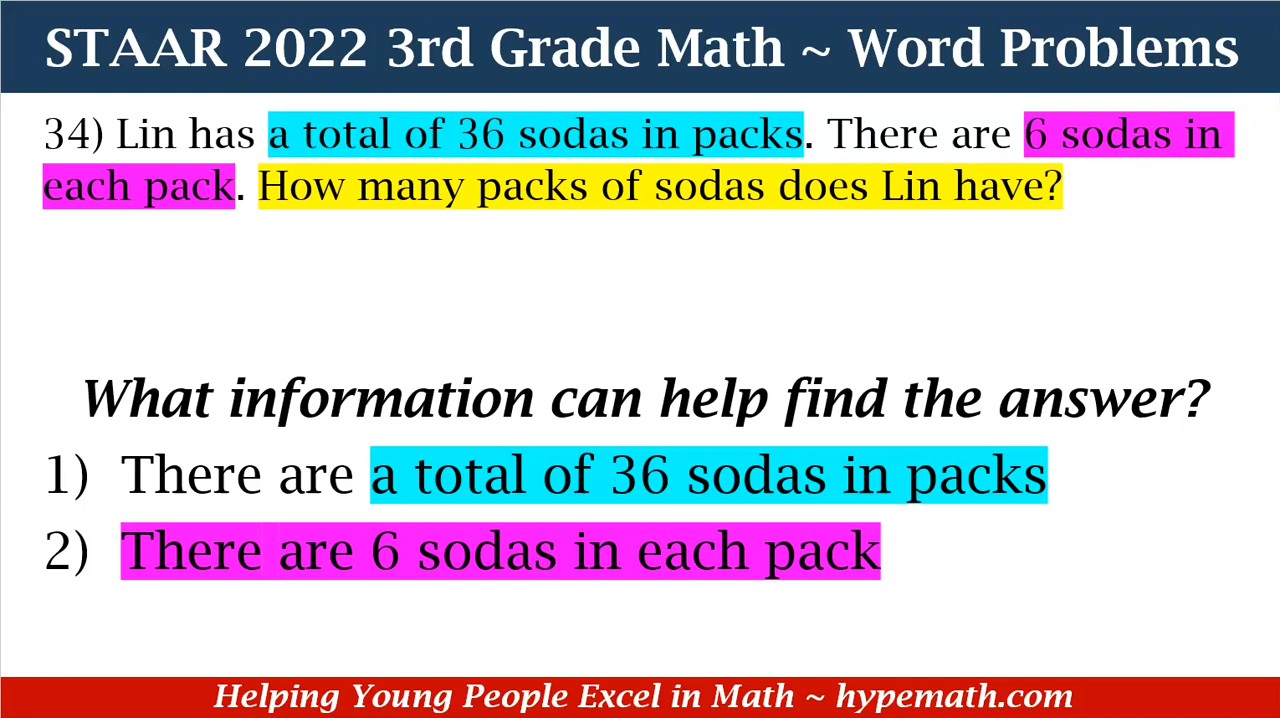 STAAR 2022 3rd Grade Math ~ Word Problems
34) Lin has a total of 36 sodas in packs. There are 6 sodas in
each pack. How many packs of sodas does Lin have?
What information can help find the answer?
1) There are a total of 36 sodas in packs
2) There are 6 sodas in each pack
Helping Young People Excel in Math ~ hypemath.com